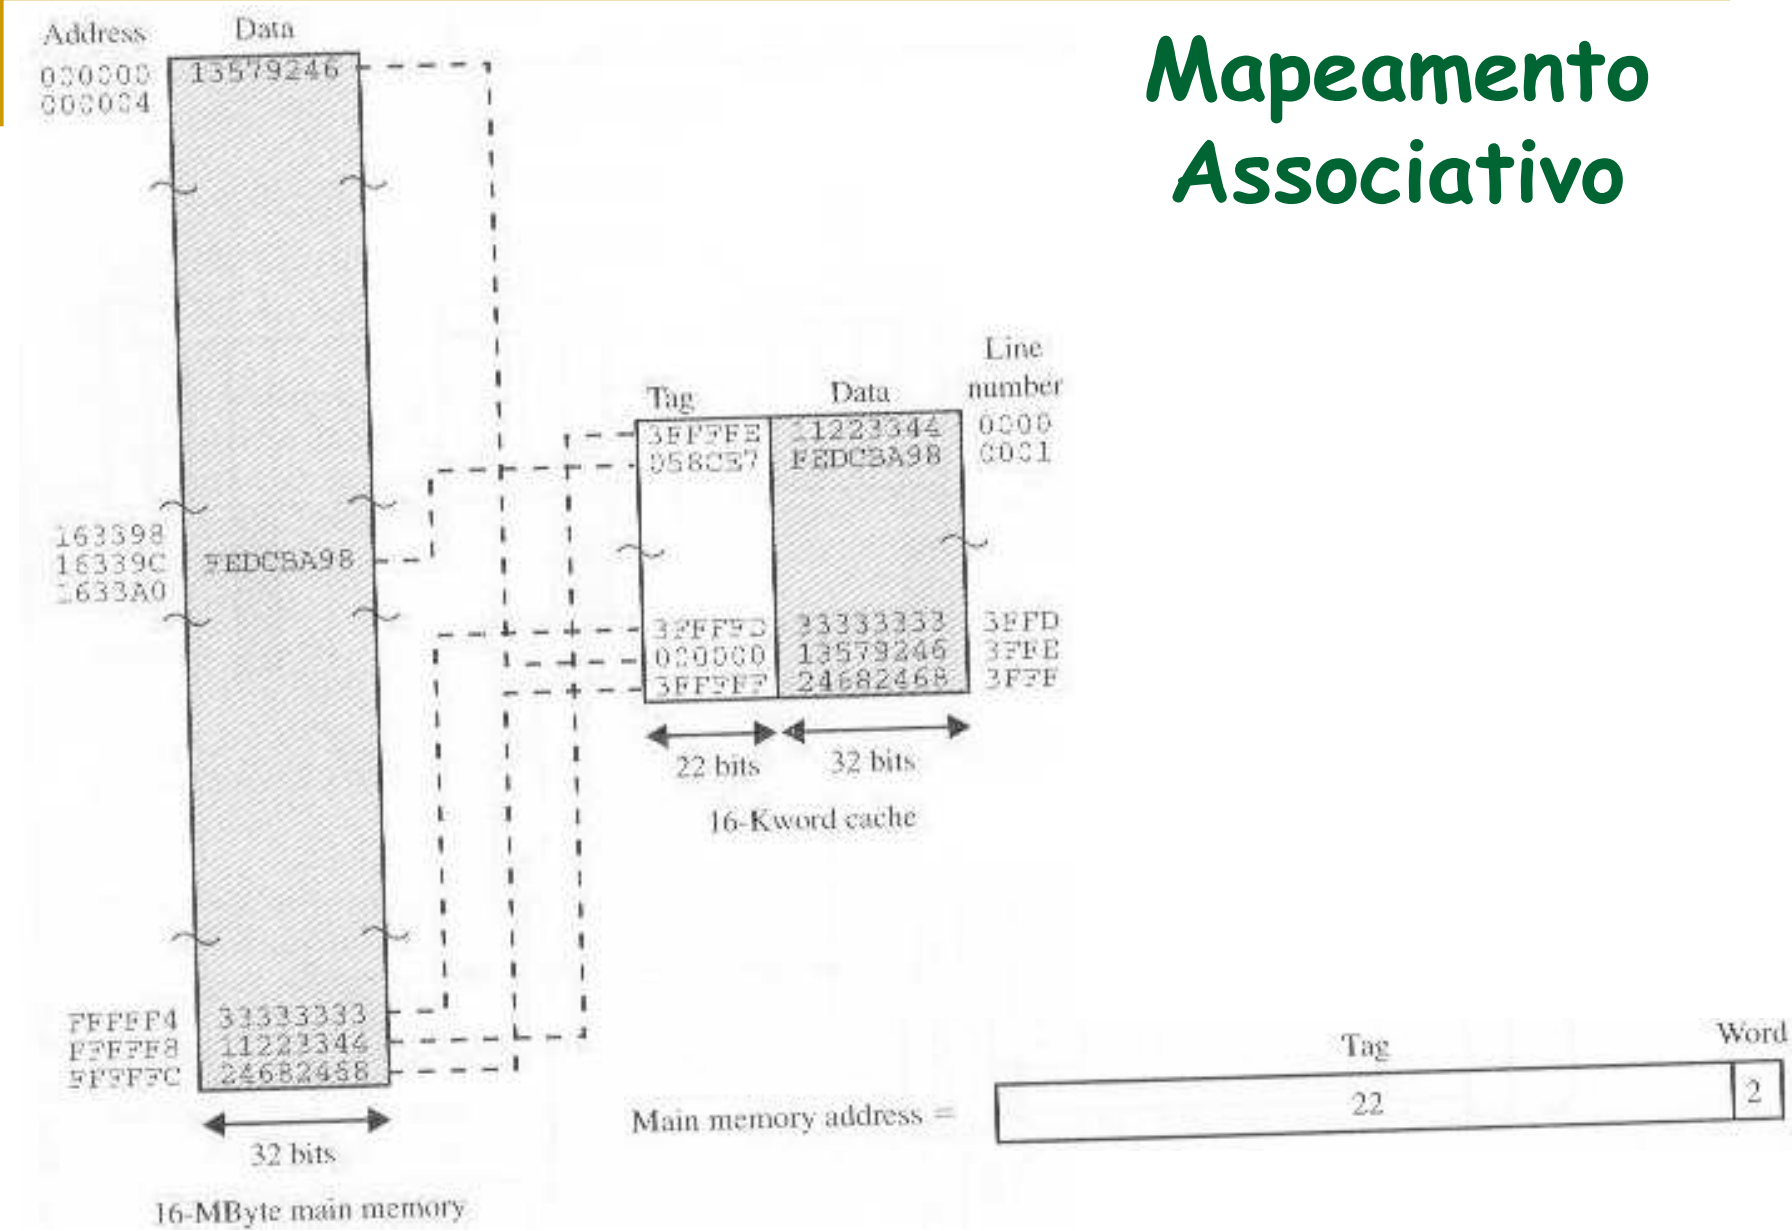 Mapeamento
Associativo
Address Data
000000 13579246
000004
163398
16339C FEDCBA98
1633A0
FFFFF4 33333333
FFFFF8 11223344
FFFFFC 24682468
32 bits
16-MByte main memory
Line
number
Tag Data
3FFFFE 11223344 0000
058CE7 FEDCBA98 0001
3FFFFD 33333333 3FFD
000000 13579246 3FFE
3FFFFF 24682468 3FFF
22 bits 32 bits
16-Kword cache
Tag Word
Main memory address = 22 2